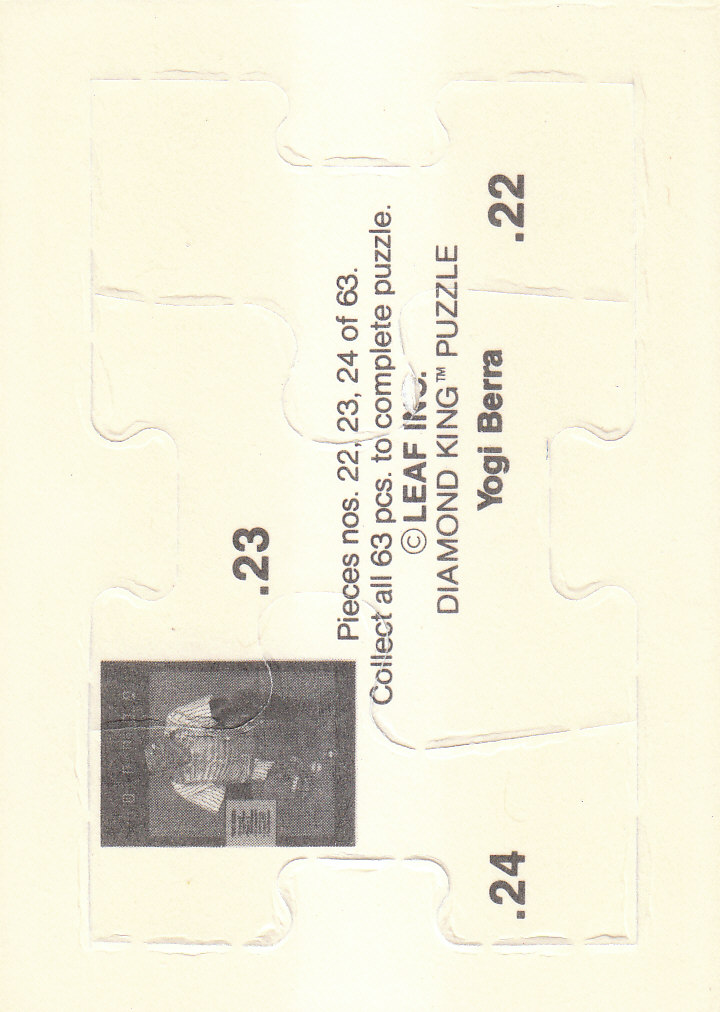 Pieces nos. 22, 23, 24 of 63.
Collect all 63 pcs. to complete puzzle.
© LEAF INC.
DIAMOND KING™ PUZZLE
Yogi Berra
.22
.23
.24